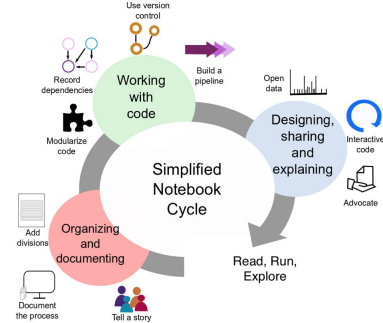 Use version
control
Record
dependencies
Working
with
code
Build a
pipeline
Modularize
code
Open
data
Designing,
sharing
and
explaining
Interactive
code
Advocate
Simplified
Notebook
Cycle
Add
divisions
Organizing
and
documenting
Document
the process
Tell a story
Read, Run,
Explore